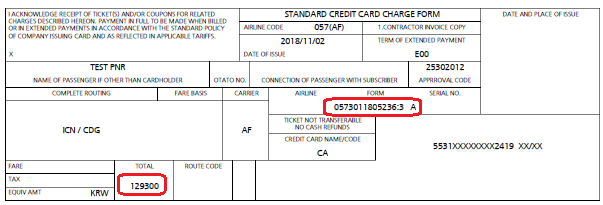 I ACKNOWLEDGE RECEIPT OF TICKET(S) AND/OR COUPONS FOR RELATED
CHARGES DESCRIBED HEREON. PAYMENT IN FULL TO BE MADE WHEN BILLED
OR IN EXTENDED PAYMENTS IN ACCORDANCE WITH THE STANDARD POLICY
OF COMPANY ISSUING CARD AND AS REFLECTED IN APPLICABLE TARIFFS.
X
STANDARD CREDIT CARD CHARGE FORM
AIRLINE CODE 057(AF) 1.CONTRACTOR INVOICE COPY
2018/11/02 TERM OF EXTENDED PAYMENT
DATE OF ISSUE E00
DATE AND PLACE OF ISSUE
TEST PNR 25302012
NAME OF PASSENGER IF OTHER THAN CARDHOLDER OTATO NO. CONNECTION OF PASSENGER WITH SUBSCRIBER APPROVAL CODE
COMPLETE ROUTING FARE BASIS CARRIER AIRLINE FORM SERIAL NO.
0573011805236:3 A
TICKET NOT TRANSFERABLE
NO CASH REFUNDS
ICN / CDG AF
CREDIT CARD NAME/CODE
CA
5531XXXXXXXX2419 XX/XX
FARE TOTAL ROUTE CODE
TAX 129300
EQUIV AMT KRW